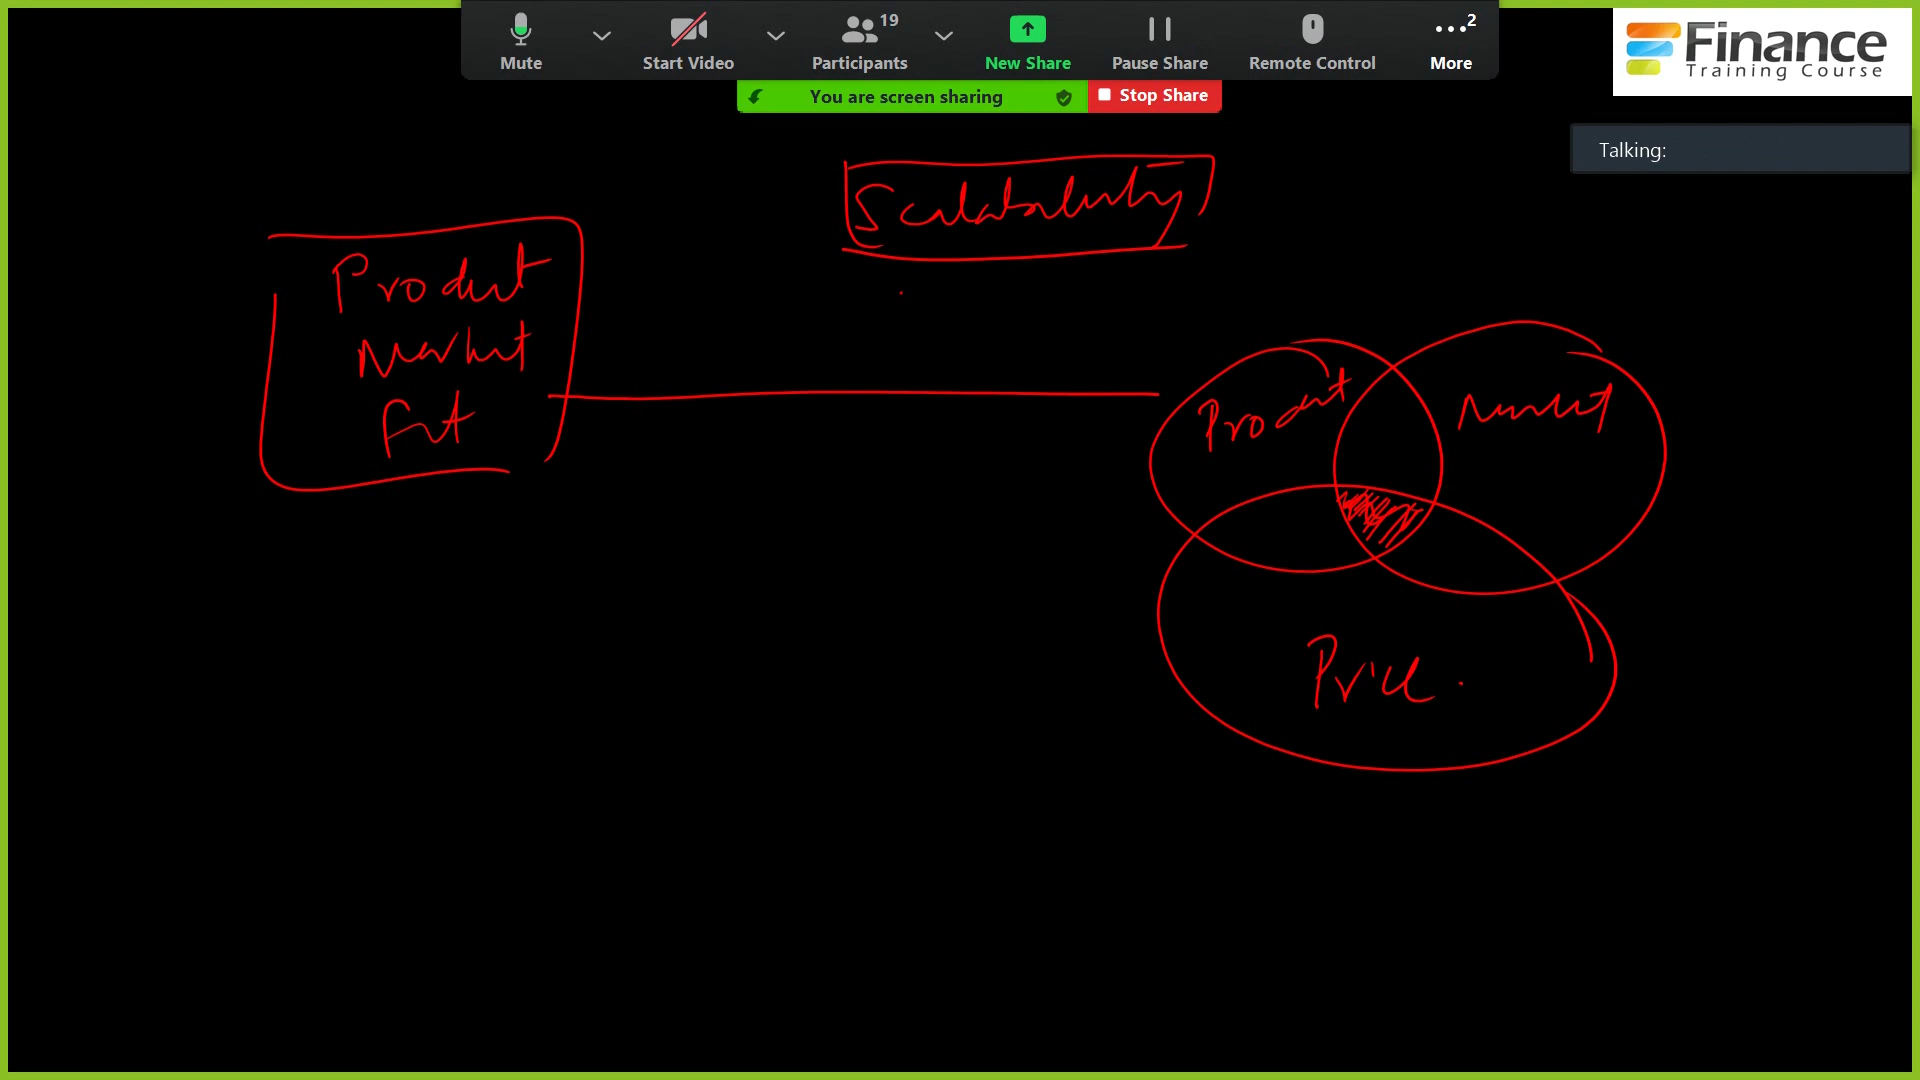 19
2
Mute
Start Video
Participants
New Share
Pause Share
Remote Control
More
You are screen sharing
Stop Share
Finance
Training Course
Talking:
Scalability
Product
Market
fit
Product
Market
Price